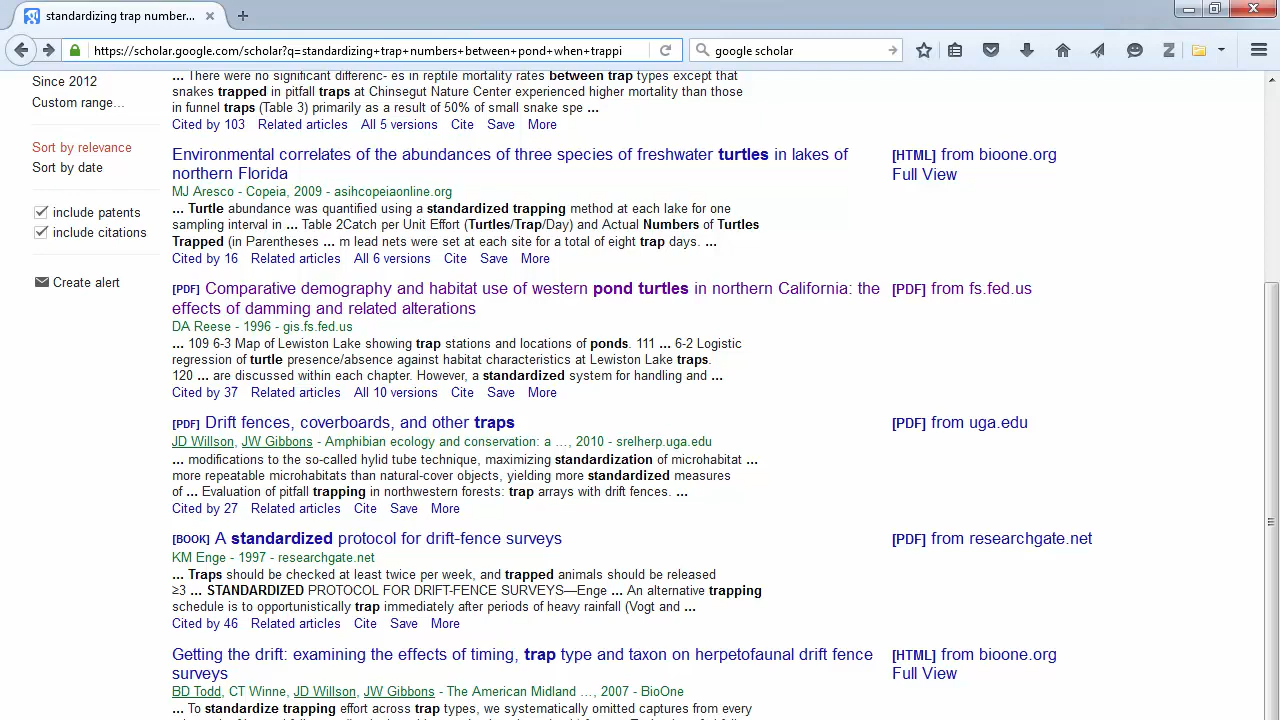 standardizing trap number...
https://scholar.google.com/scholar?q=standardizing+trap+numbers+between+pond+when+trappi
google scholar
Since 2012
Custom range...
Sort by relevance
Sort by date
include patents
include citations
Create alert
... There were no significant differenc- es in reptile mortality rates between trap types except that
snakes trapped in pitfall traps at Chinsegut Nature Center experienced higher mortality than those
in funnel traps (Table 3) primarily as a result of 50% of small snake spe ...
Cited by 103 Related articles All 5 versions Cite Save More
Environmental correlates of the abundances of three species of freshwater turtles in lakes of
northern Florida
MJ Aresco - Copeia, 2009 - asihcopeiaonline.org
... Turtle abundance was quantified using a standardized trapping method at each lake for one
sampling interval in ... Table 2Catch per Unit Effort (Turtles/Trap/Day) and Actual Numbers of Turtles
Trapped (in Parentheses ... m lead nets were set at each site for a total of eight trap days. ...
Cited by 16 Related articles All 6 versions Cite Save More
[HTML] from bioone.org
Full View
[PDF] Comparative demography and habitat use of western pond turtles in northern California: the
effects of damming and related alterations
DA Reese - 1996 - gis.fs.fed.us
... 109 6-3 Map of Lewiston Lake showing trap stations and locations of ponds. 111 ... 6-2 Logistic
regression of turtle presence/absence against habitat characteristics at Lewiston Lake traps.
120 ... are discussed within each chapter. However, a standardized system for handling and ...
Cited by 37 Related articles All 10 versions Cite Save More
[PDF] from fs.fed.us
[PDF] Drift fences, coverboards, and other traps
JD Willson, JW Gibbons - Amphibian ecology and conservation: a ..., 2010 - srelherp.uga.edu
... modifications to the so-called hylid tube technique, maximizing standardization of microhabitat ...
more repeatable microhabitats than natural-cover objects, yielding more standardized measures
of ... Evaluation of pitfall trapping in northwestern forests: trap arrays with drift fences. ...
Cited by 27 Related articles Cite Save More
[PDF] from uga.edu
[BOOK] A standardized protocol for drift-fence surveys
KM Enge - 1997 - researchgate.net
... Traps should be checked at least twice per week, and trapped animals should be released
≥3 ... STANDARDIZED PROTOCOL FOR DRIFT-FENCE SURVEYS—Enge ... An alternative trapping
schedule is to opportunistically trap immediately after periods of heavy rainfall (Vogt and ...
Cited by 46 Related articles Cite Save More
[PDF] from researchgate.net
Getting the drift: examining the effects of timing, trap type and taxon on herpetofaunal drift fence
surveys
BD Todd, CT Winne, JD Willson, JW Gibbons - The American Midland ..., 2007 - BioOne
... To standardize trapping effort across trap types, we systematically omitted captures from every
[HTML] from bioone.org
Full View